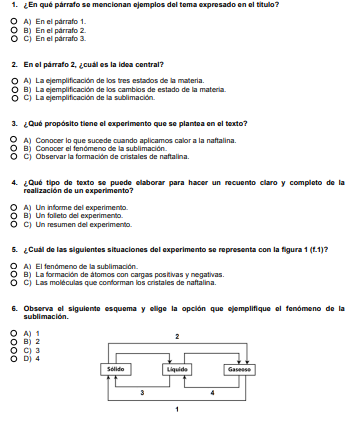 1. ¿En qué párrafo se mencionan ejemplos del tema expresado en el título?
A) En el párrafo 1.
B) En el párrafo 2.
C) En el párrafo 3.
2. En el párrafo 2, ¿cuál es la idea central?
A) La ejemplificación de los tres estados de la materia.
B) La ejemplificación de los cambios de estado de la materia.
C) La ejemplificación de la sublimación.
3. ¿Qué propósito tiene el experimento que se plantea en el texto?
A) Conocer lo que sucede cuando aplicamos calor a la naftalina.
B) Conocer el fenómeno de la sublimación.
C) Observar la formación de cristales de naftalina.
4. ¿Qué tipo de texto se puede elaborar para hacer un recuento claro y completo de la
realización de un experimento?
A) Un informe del experimento.
B) Un folleto del experimento.
C) Un resumen del experimento.
5. ¿Cuál de las siguientes situaciones del experimento se representa con la figura 1 (f.1)?
A) El fenómeno de la sublimación.
B) La formación de átomos con cargas positivas y negativas.
C) Las moléculas que conforman los cristales de naftalina.
6. Observa el siguiente esquema y elige la opción que ejemplifique el fenómeno de la
sublimación.
A) 1
B) 2
C) 3
D) 4
2
Sólido Líquido Gaseoso
3 4
1